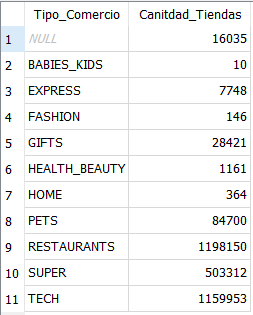 Tipo_Comercio Canitdad_Tiendas
1 NULL 16035
2 BABIES_KIDS 10
3 EXPRESS 7748
4 FASHION 146
5 GIFTS 28421
6 HEALTH_BEAUTY 1161
7 HOME 364
8 PETS 84700
9 RESTAURANTS 1198150
10 SUPER 503312
11 TECH 1159953